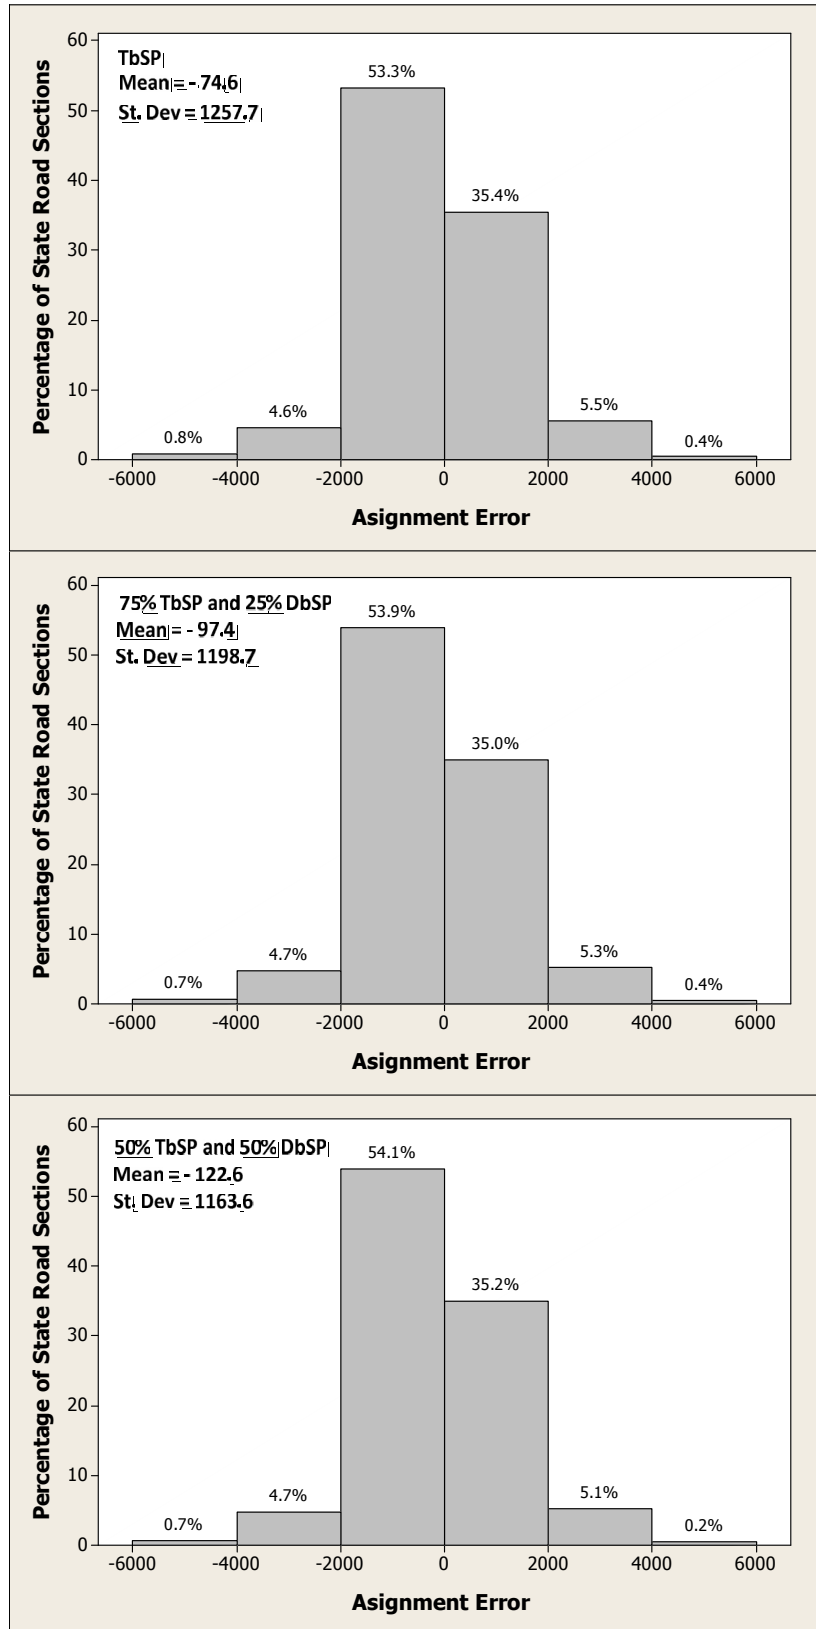 60
50
40
30
20
10
0
Percentage of State Road Sections
TbSP
Mean = - 74.6
St. Dev = 1257.7
0.8%
4.6%
53.3%
35.4%
5.5%
0.4%
-6000 -4000 -2000 0 2000 4000 6000
Asignment Error
60
50
40
30
20
10
0
Percentage of State Road Sections
75% TbSP and 25% DbSP
Mean = - 97.4
St. Dev = 1198.7
0.7%
4.7%
53.9%
35.0%
5.3%
0.4%
-6000 -4000 -2000 0 2000 4000 6000
Asignment Error
60
50
40
30
20
10
0
Percentage of State Road Sections
50% TbSP and 50% DbSP
Mean = - 122.6
St. Dev = 1163.6
0.7%
4.7%
54.1%
35.2%
5.1%
0.2%
-6000 -4000 -2000 0 2000 4000 6000
Asignment Error